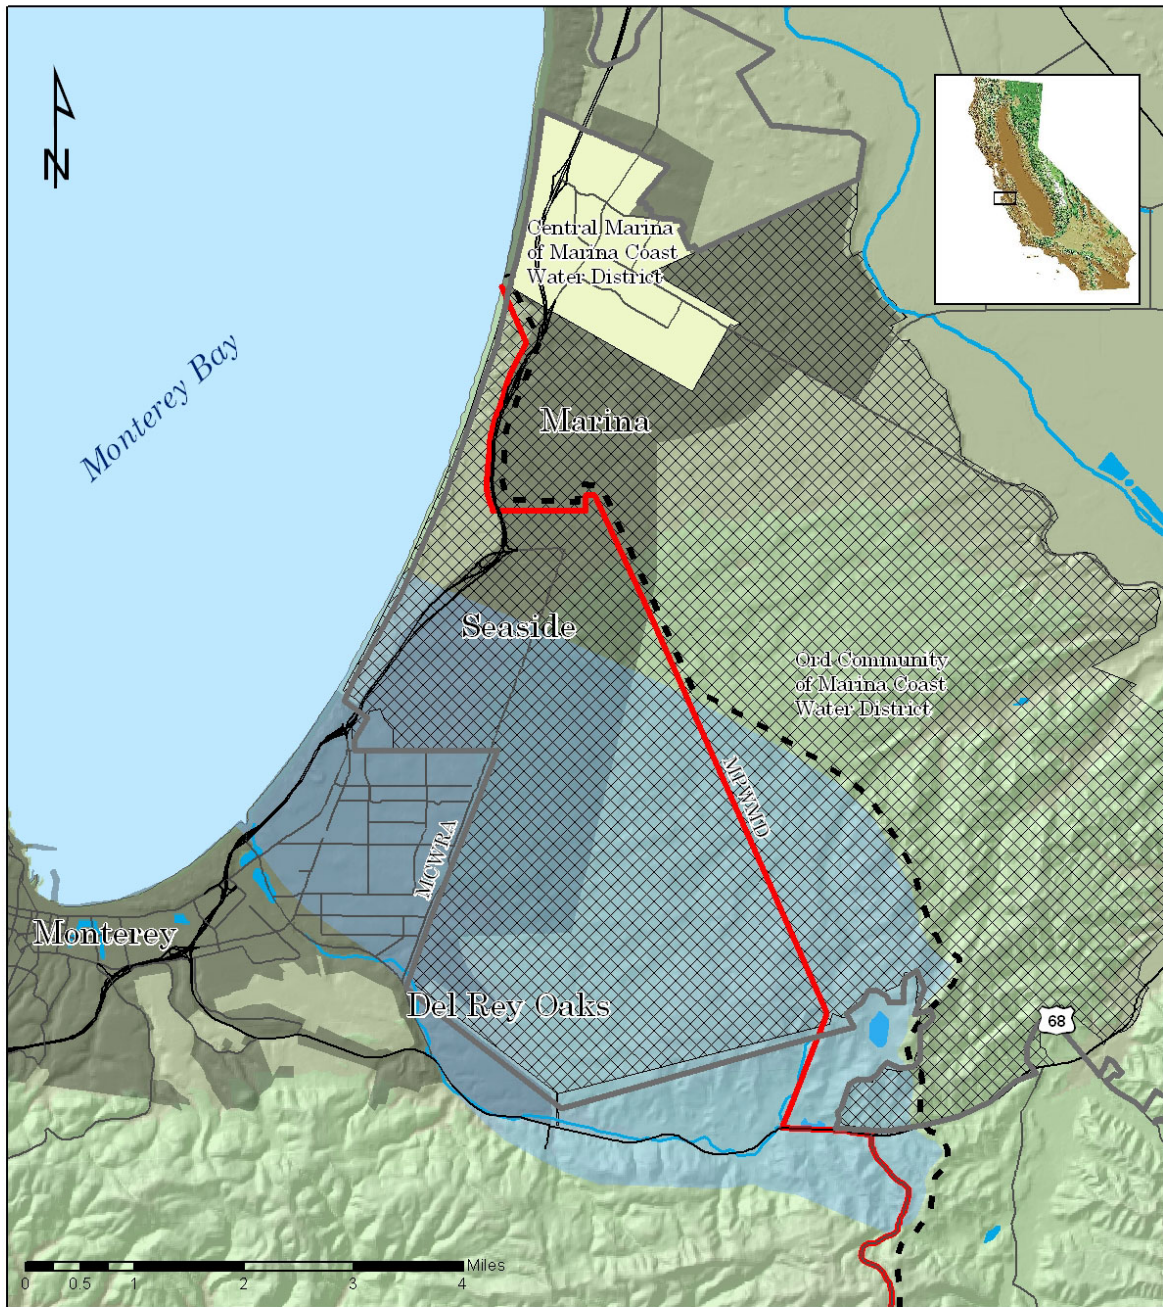 N
Central Marina
of Marina Coast
Water District
Monterey Bay
Marina
Seaside
Ord Community
of Marina Coast
Water District
MPWMD
MCWRA
Monterey
Del Rey Oaks
68
0 0.5 1 2 3 4 Miles